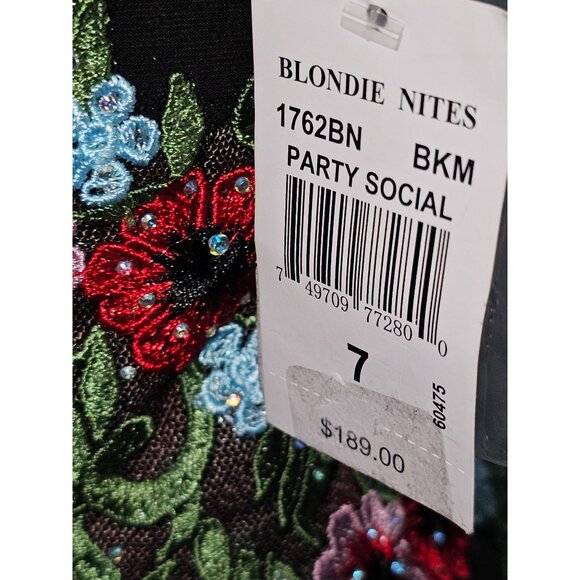 BLONDIE NITES
1762BN BKM
PARTY SOCIAL
7 49709 77280 0
7
60475
$189.00